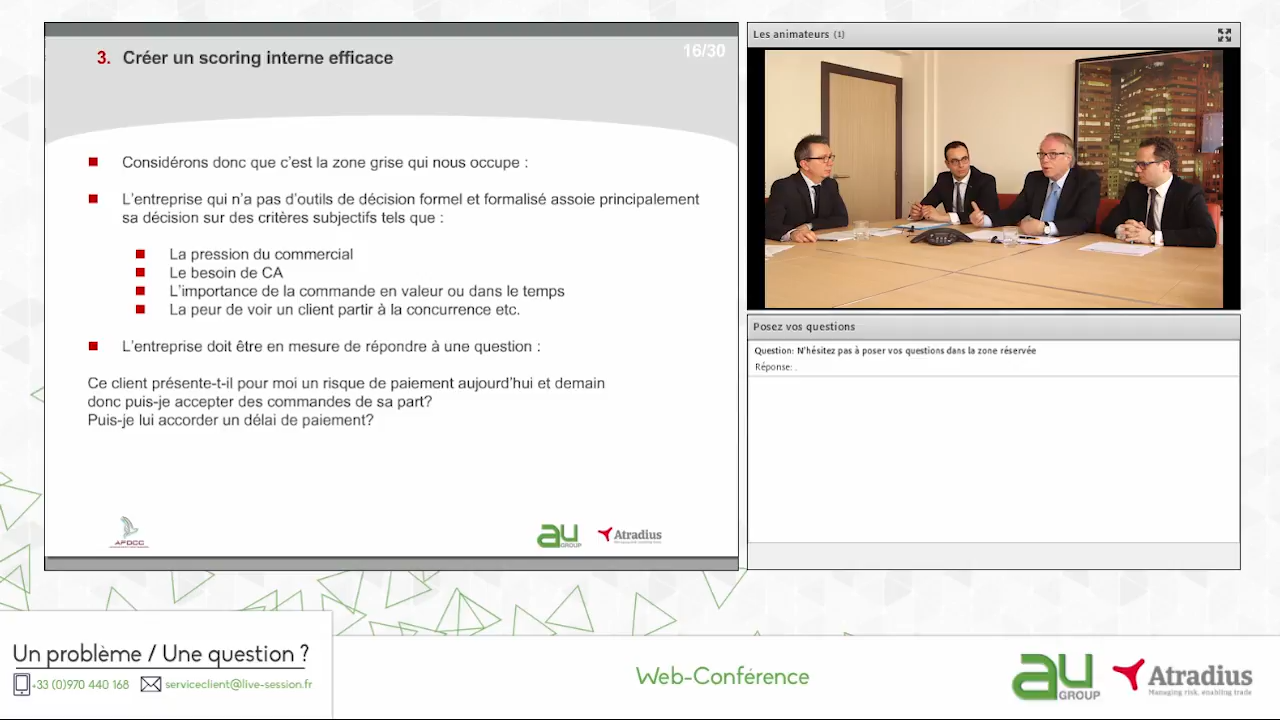 3. Créer un scoring interne efficace
16/30
Considérons donc que c'est la zone grise qui nous occupe :
L'entreprise qui n'a pas d'outils de décision formel et formalisé assoie principalement
sa décision sur des critères subjectifs tels que :
La pression du commercial
Le besoin de CA
L'importance de la commande en valeur ou dans le temps
La peur de voir un client partir à la concurrence etc.
L'entreprise doit être en mesure de répondre à une question :
Ce client présente-t-il pour moi un risque de paiement aujourd'hui et demain
donc puis-je accepter des commandes de sa part?
Puis-je lui accorder un délai de paiement?
AFDCC
au
GROUP
Atradius
Les animateurs (1)
Posez vos questions
Question: N'hésitez pas à poser vos questions dans la zone réservée
Réponse: .
Un problème / Une question ?
+33 (0)970 440 168
serviceclient@live-session.fr
Web-Conférence
au
GROUP
Atradius
Managing risk, enabling trade